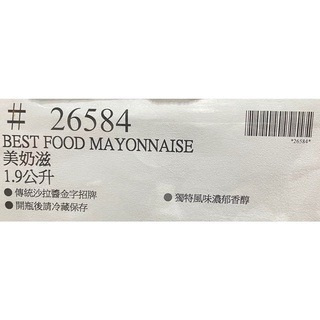 # 26584
BEST FOOD MAYONNAISE
美奶滋
1.9公升
*26584*
●傳統沙拉醬金字招牌
●獨特風味濃郁香醇
●開瓶後請冷藏保存